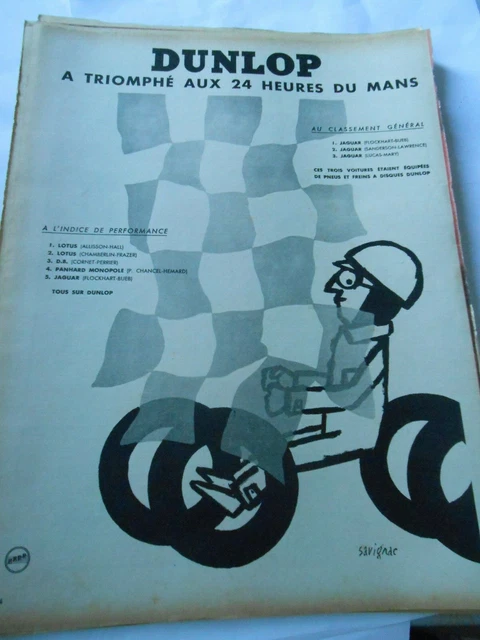 DUNLOP
A TRIOMPHÉ AUX 24 HEURES DU MANS
AU CLASSEMENT GÉNÉRAL
1. JAGUAR (FLOCKHART-BUEB)
2. JAGUAR (SANDERSON-LAWRENCE)
3. JAGUAR (LUCAS-MARY)
CES TROIS VOITURES ÉTAIENT ÉQUIPÉES
DE PNEUS ET FREINS A DISQUES DUNLOP
A L'INDICE DE PERFORMANCE
1. LOTUS (ALLISSON-HALL)
2. LOTUS (CHAMBERLIN-FRAZER)
3. D.B. (CORNET-PERRIER)
4. PANHARD MONOPOLE (P. CHANCEL-HEMARD)
5. JAGUAR (FLOCKHART-BUEB)
TOUS SUR DUNLOP
savignac